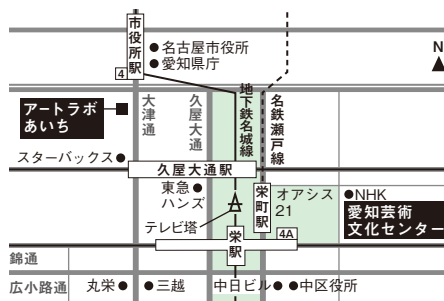 市役所駅
4
名古屋市役所
愛知県庁
N
アートラボ
あいち
大津通
久屋大通
地下鉄名城線
名鉄瀬戸線
スターバックス
久屋大通駅
東急
ハンズ
テレビ塔
栄町駅
オアシス
21
NHK
愛知芸術
文化センター
4A
栄駅
錦通
広小路通
丸栄
三越
中日ビル
中区役所